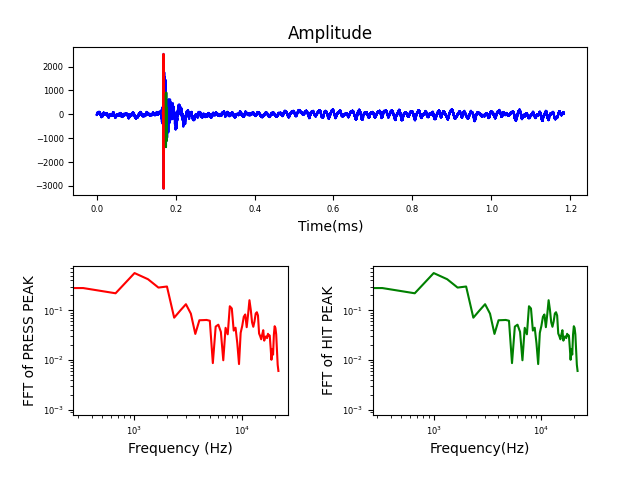 Amplitude
2000
1000
0
−1000
−2000
−3000
0.0 0.2 0.4 0.6 0.8 1.0 1.2
Time(ms)
FFT of PRESS PEAK
10⁻¹
10⁻²
10⁻³
10³ 10⁴
Frequency (Hz)
FFT of HIT PEAK
10⁻¹
10⁻²
10⁻³
10³ 10⁴
Frequency(Hz)